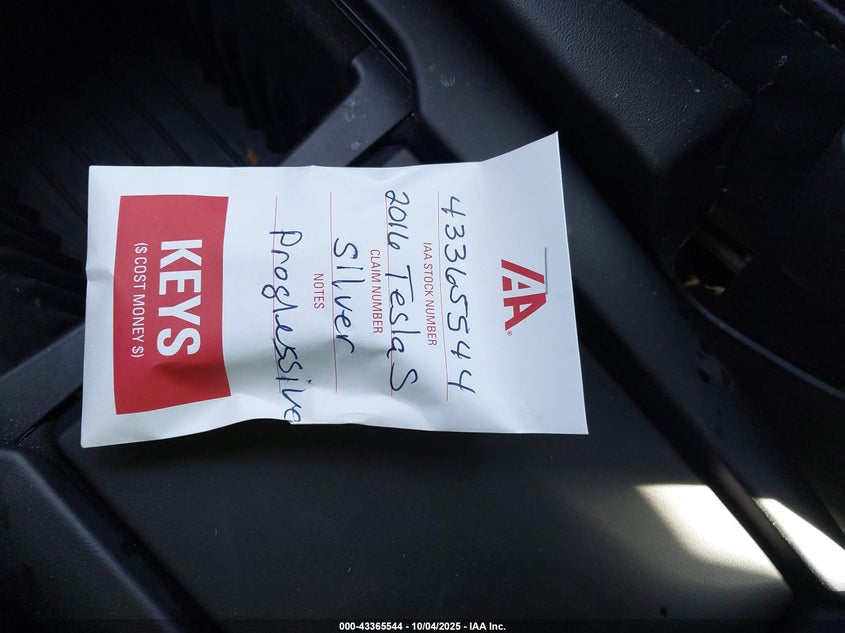 IAA
43365544
IAA STOCK NUMBER
2016 Tesla S
CLAIM NUMBER
Silver
NOTES
Progressive
KEYS
($ COST MONEY $)
000-43365544 - 10/04/2025 - IAA Inc.